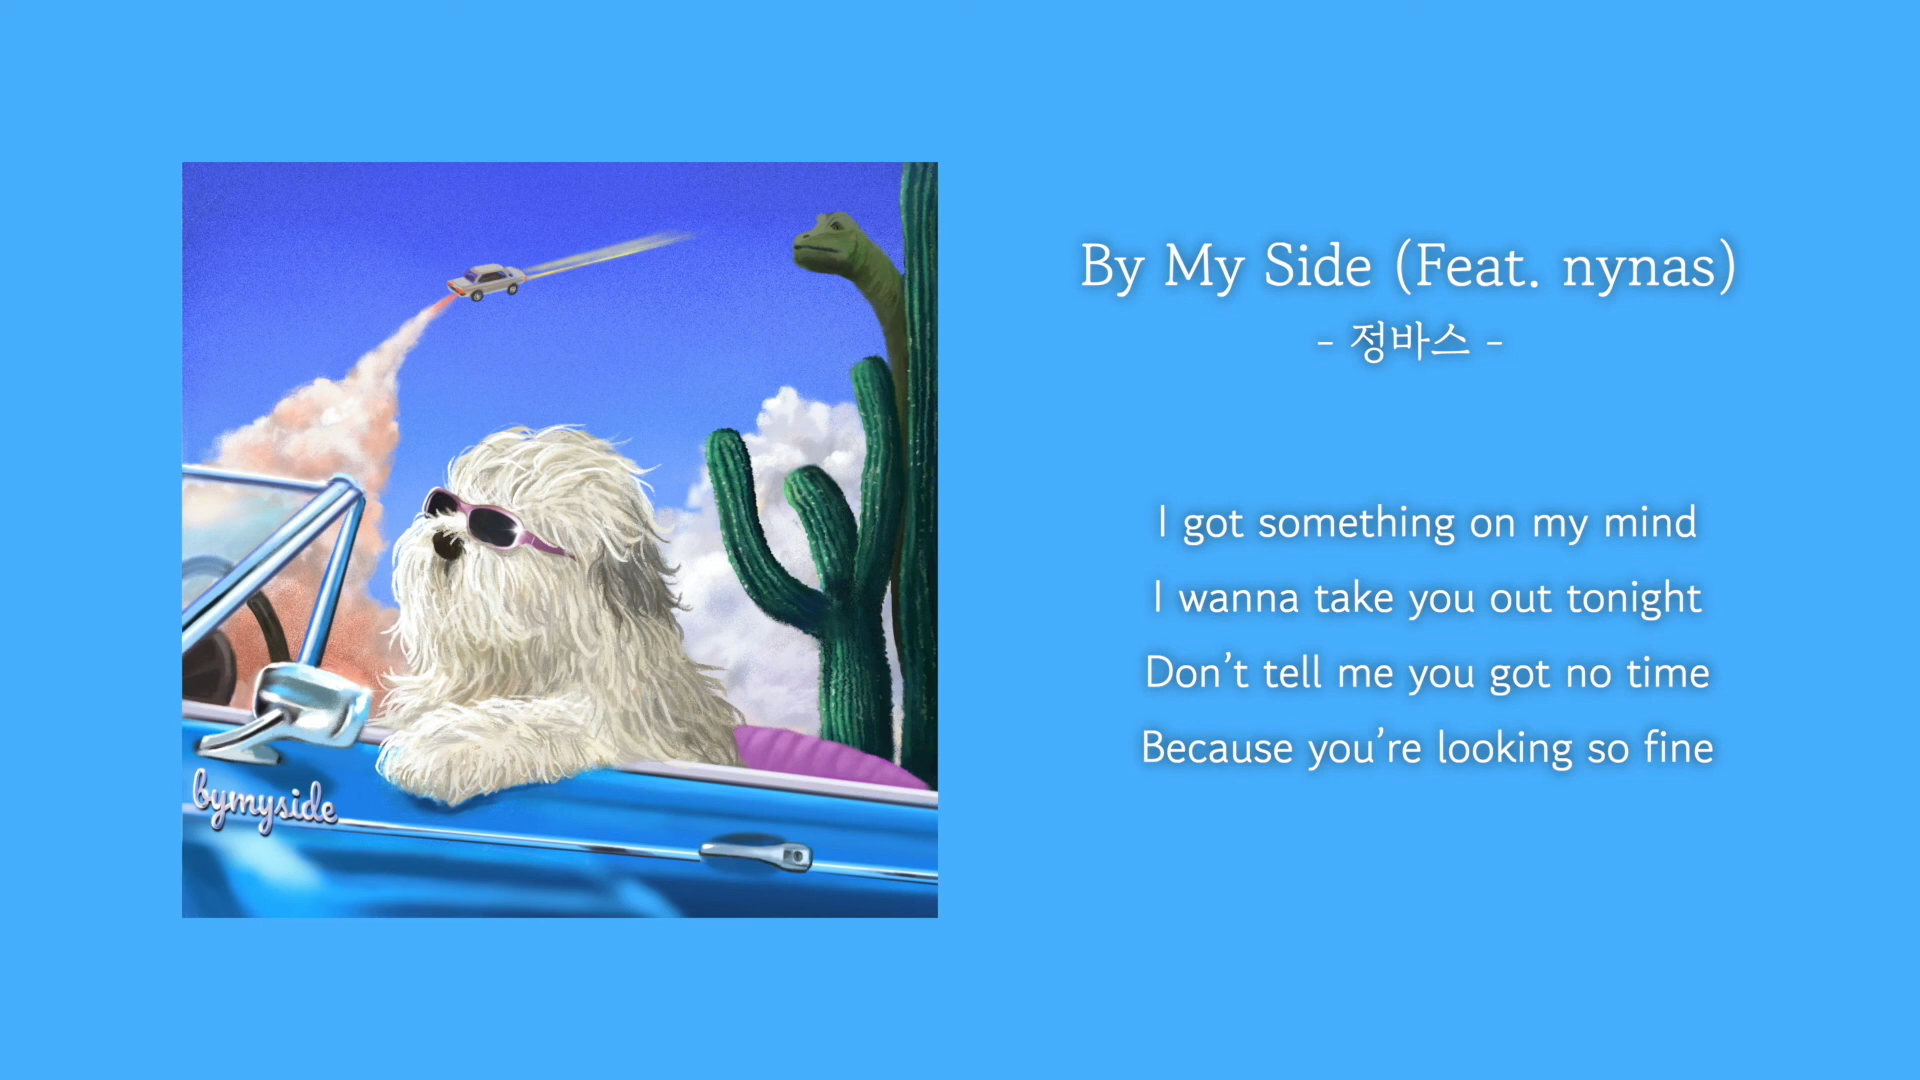 By My Side (Feat. nynas)
- 정바스 -
I got something on my mind
I wanna take you out tonight
Don’t tell me you got no time
Because you’re looking so fine
bymyside